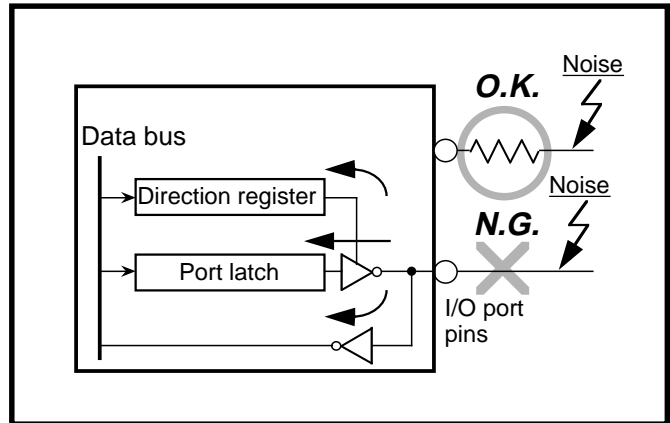 Noise
O.K.
Data bus
Direction register
Noise
N.G.
Port latch
I/O port
pins